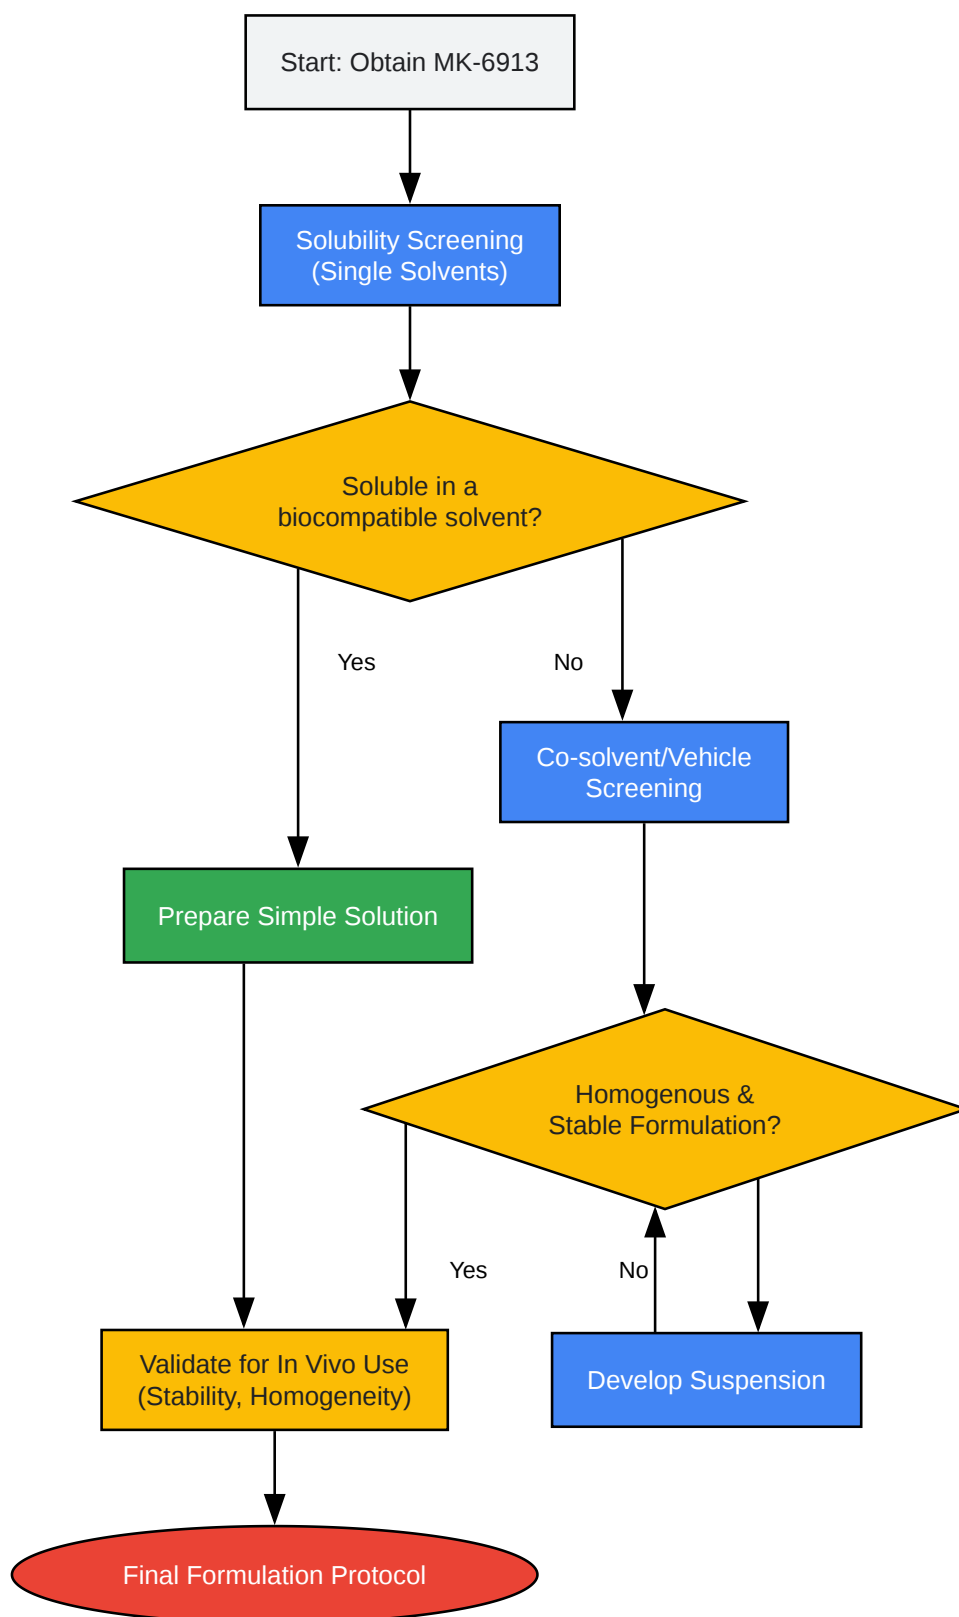 Start: Obtain MK-6913
Solubility Screening
(Single Solvents)
Soluble in a
biocompatible solvent?
Yes
No
Co-solvent/Vehicle
Screening
Prepare Simple Solution
Homogenous &
Stable Formulation?
Yes
No
Validate for In Vivo Use
(Stability, Homogeneity)
Develop Suspension
Final Formulation Protocol